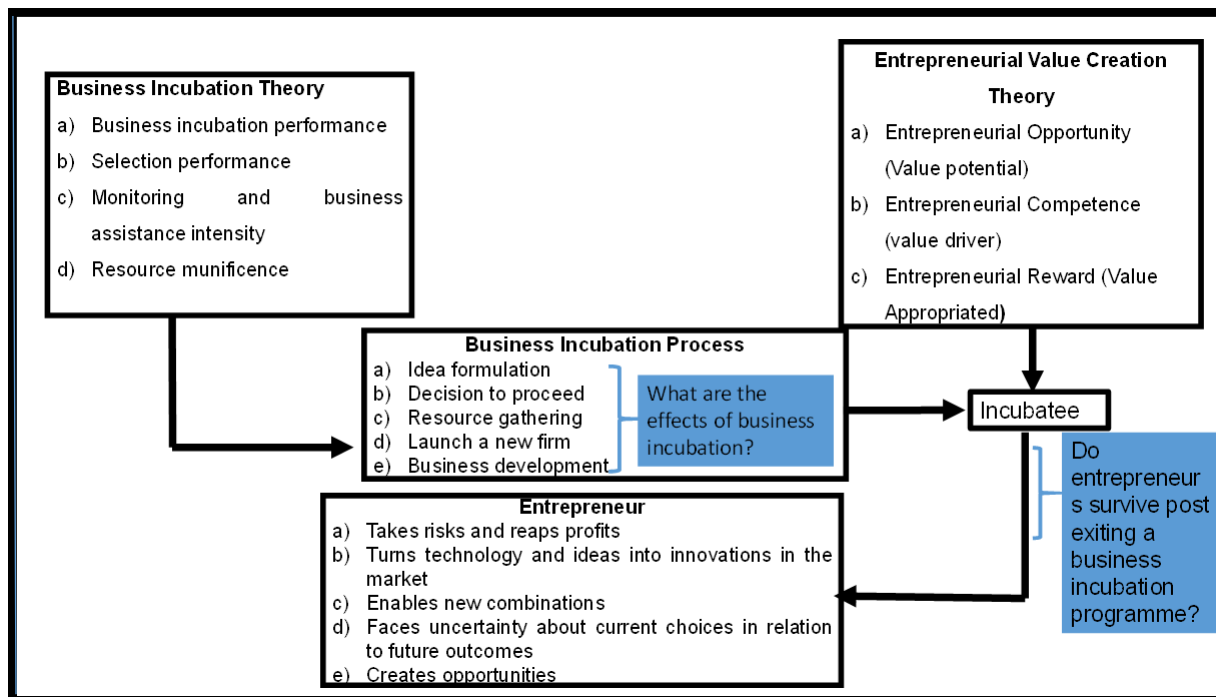 Business Incubation Theory
a) Business incubation performance
b) Selection performance
c) Monitoring and business
assistance intensity
d) Resource munificence
Entrepreneurial Value Creation
Theory
a) Entrepreneurial Opportunity
(Value potential)
b) Entrepreneurial Competence
(value driver)
c) Entrepreneurial Reward (Value
Appropriated)
Business Incubation Process
a) Idea formulation
b) Decision to proceed
c) Resource gathering
d) Launch a new firm
e) Business development
What are the
effects of business
incubation?
Incubatee
Do
entrepreneur
s survive post
exiting a
business
incubation
programme?
Entrepreneur
a) Takes risks and reaps profits
b) Turns technology and ideas into innovations in the
market
c) Enables new combinations
d) Faces uncertainty about current choices in relation
to future outcomes
e) Creates opportunities